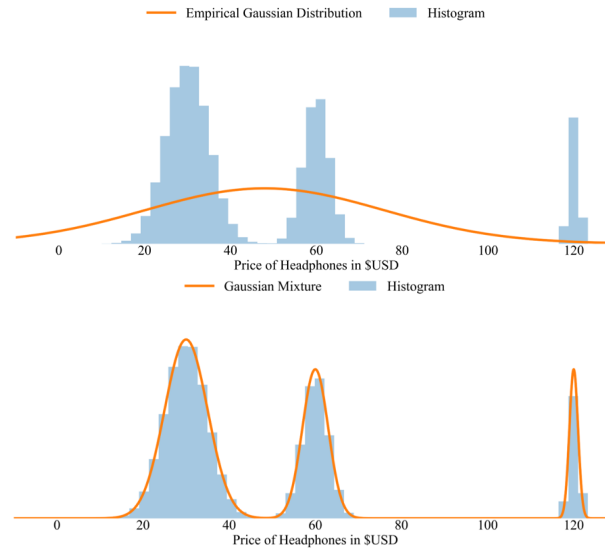 Empirical Gaussian Distribution Histogram
0 20 40 60 80 100 120
Price of Headphones in $USD
Gaussian Mixture Histogram
0 20 40 60 80 100 120
Price of Headphones in $USD